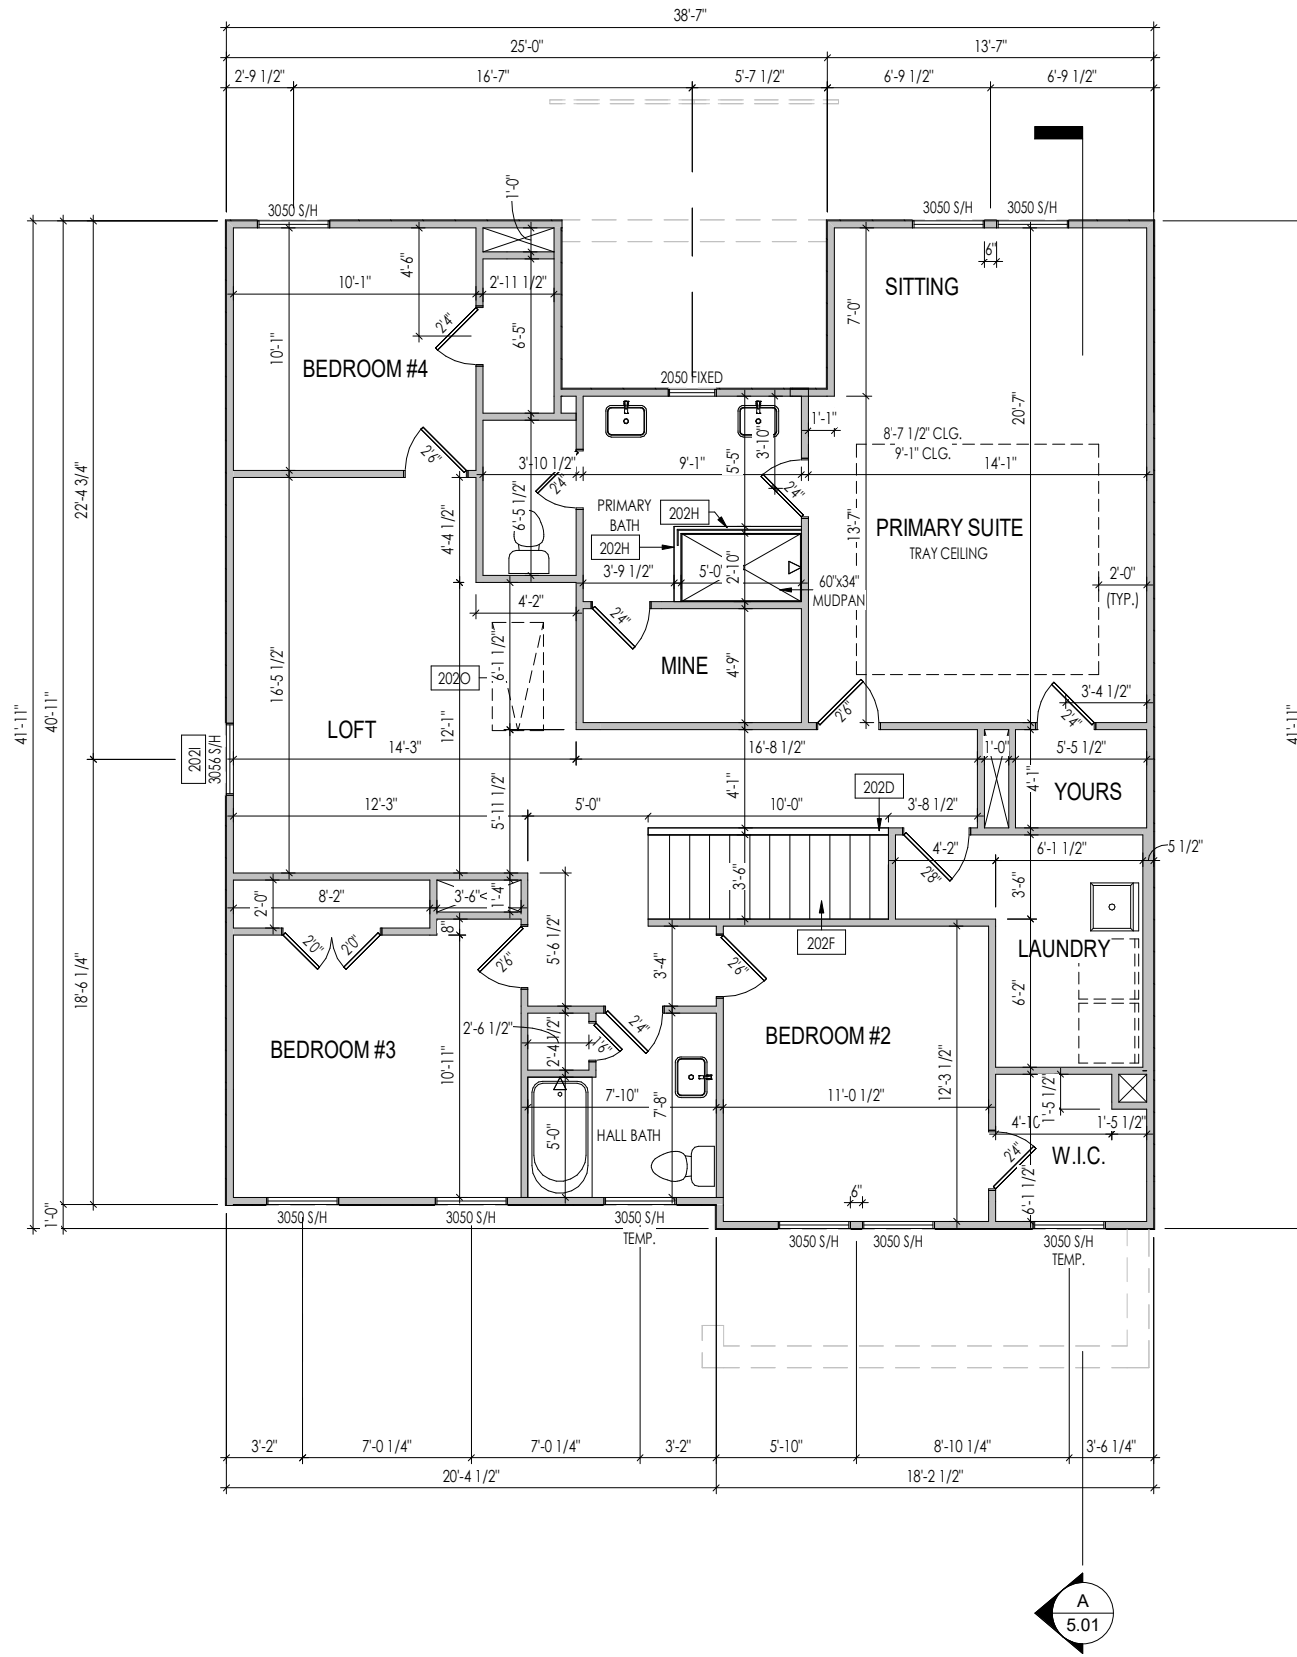 38'-7"
25'-0"
13'-7"
2'-9 1/2"
16'-7"
5'-7 1/2"
6'-9 1/2"
6'-9 1/2"
3050 S/H
1'-0"
3050 S/H
3050 S/H
6"
4'-6"
10'-1"
2'-11 1/2"
SITTING
7'-0"
2'4"
6'-5"
10'-1"
BEDROOM #4
2050 FIXED
20'-7"
1'-1"
3'-10"
5'-5"
8'-7 1/2" CLG.
9'-1" CLG.
2'6"
3'-10 1/2"
9'-1"
14'-1"
2'4"
2'4"
22'-4 3/4"
4'-4 1/2"
6'-5 1/2"
PRIMARY
BATH
202H
202H
13'-7"
PRIMARY SUITE
TRAY CEILING
3'-9 1/2"
5'-0"
2'-10"
60"x34"
MUDPAN
2'-0"
(TYP.)
4'-2"
2'4"
6'-1 1/2"
202O
MINE
4'-9"
16'-5 1/2"
3'-4 1/2"
2'6"
2'4"
41'-11"
40'-11"
41'-11"
LOFT
12'-1"
202I
3056 S/H
14'-3"
16'-8 1/2"
1'-0"
5'-5 1/2"
4'-1"
4'-1"
YOURS
202D
12'-3"
5'-0"
10'-0"
3'-8 1/2"
5'-11 1/2"
4'-2"
6'-1 1/2"
5 1/2"
2'8"
3'-6"
3'-6"
2'-0"
8'-2"
3'-6"
1'-4"
8"
202F
LAUNDRY
2'0"
2'0"
2'6"
5'-6 1/2"
3'-4"
2'6"
6'-2"
18'-6 1/4"
2'-6 1/2"
2'4"
1'6"
2'-4 1/2"
BEDROOM #3
BEDROOM #2
10'-11"
12'-3 1/2"
7'-10"
7'-8"
11'-0 1/2"
1'-5 1/2"
4'-10
1'-5 1/2"
5'-0"
HALL BATH
2'4"
W.I.C.
6'-1 1/2"
6"
1'-0"
3050 S/H
3050 S/H
3050 S/H
TEMP.
3050 S/H
3050 S/H
3050 S/H
TEMP.
3'-2"
7'-0 1/4"
7'-0 1/4"
3'-2"
5'-10"
8'-10 1/4"
3'-6 1/4"
20'-4 1/2"
18'-2 1/2"
A
5.01